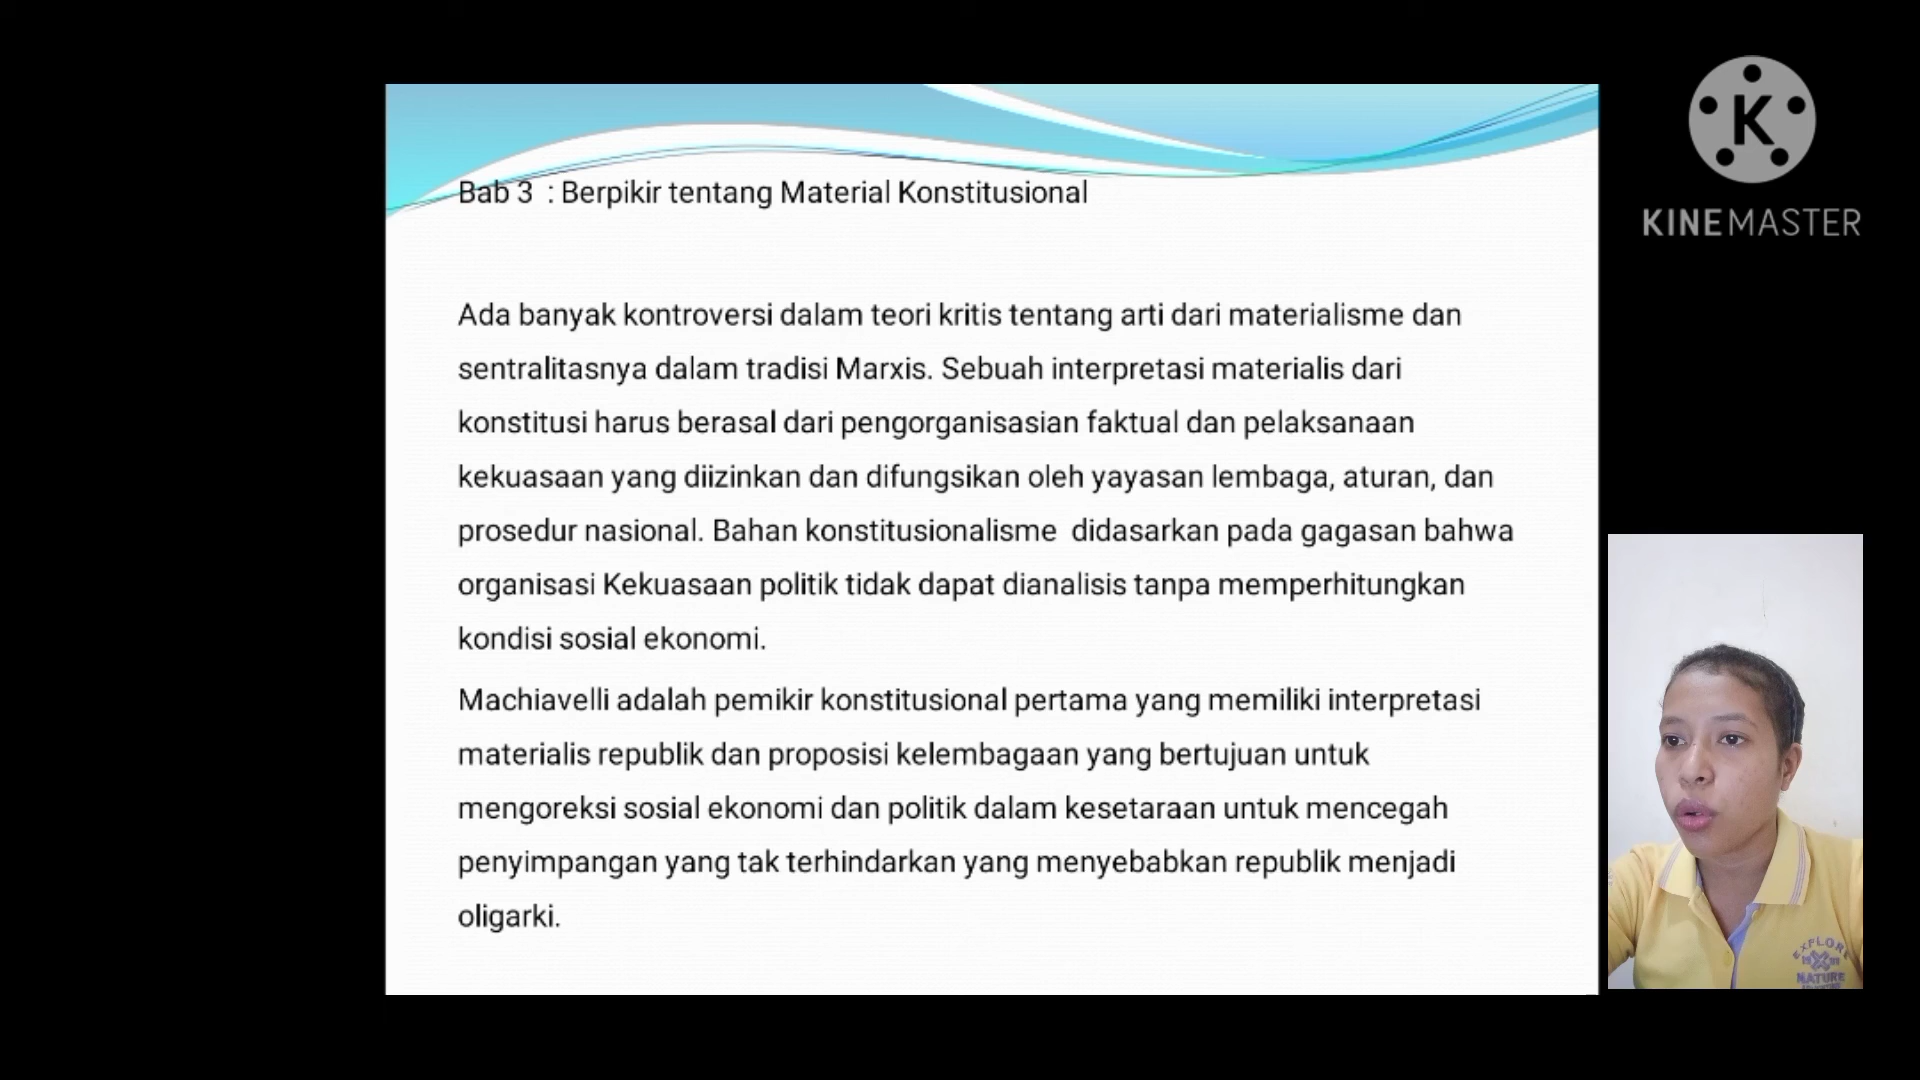 Bab 3  : Berpikir tentang Material Konstitusional
Ada banyak kontroversi dalam teori kritis tentang arti dari materialisme dan
sentralitasnya dalam tradisi Marxis. Sebuah interpretasi materialis dari
konstitusi harus berasal dari pengorganisasian faktual dan pelaksanaan
kekuasaan yang diizinkan dan difungsikan oleh yayasan lembaga, aturan, dan
prosedur nasional. Bahan konstitusionalisme  didasarkan pada gagasan bahwa
organisasi Kekuasaan politik tidak dapat dianalisis tanpa memperhitungkan
kondisi sosial ekonomi.
Machiavelli adalah pemikir konstitusional pertama yang memiliki interpretasi
materialis republik dan proposisi kelembagaan yang bertujuan untuk
mengoreksi sosial ekonomi dan politik dalam kesetaraan untuk mencegah
penyimpangan yang tak terhindarkan yang menyebabkan republik menjadi
oligarki.
K
KINEMASTER
EXPLORE
NATURE